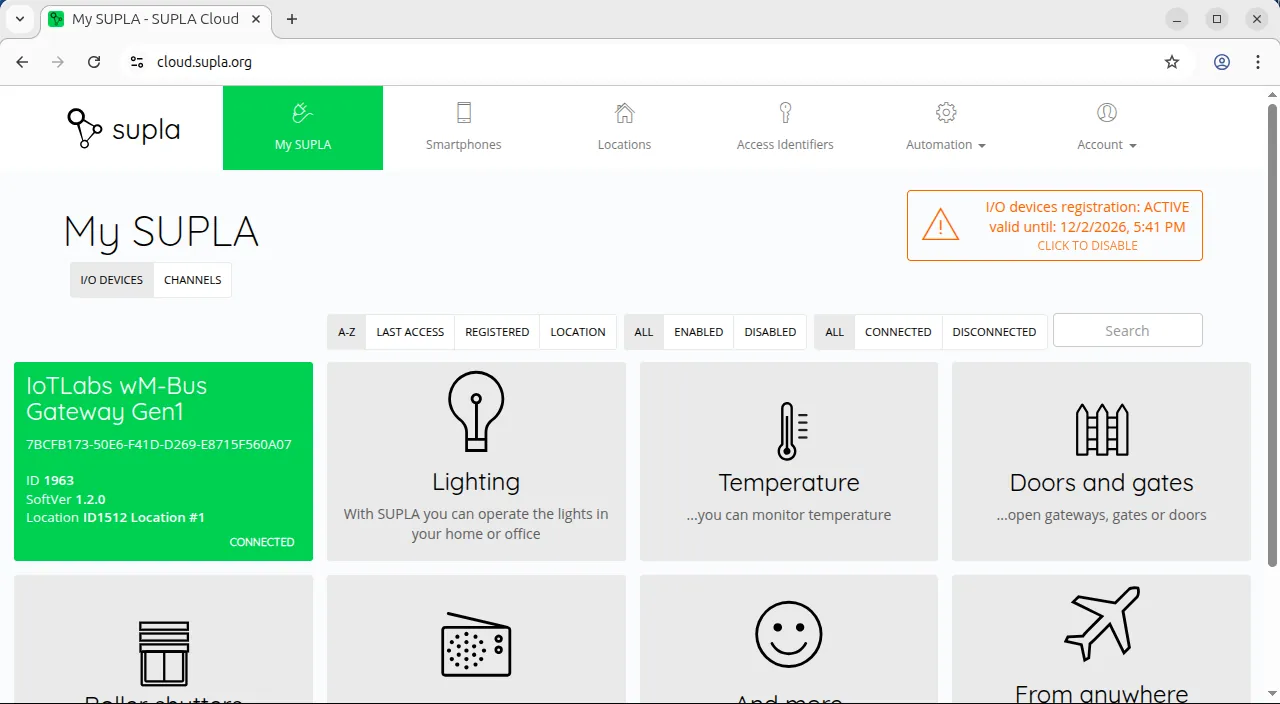 My SUPLA - SUPLA Cloud
cloud.supla.org
supla
My SUPLA
Smartphones
Locations
Access Identifiers
Automation
Account
My SUPLA
I/O devices registration: ACTIVE
valid until: 12/2/2026, 5:41 PM
CLICK TO DISABLE
I/O DEVICES
CHANNELS
A-Z
LAST ACCESS
REGISTERED
LOCATION
ALL
ENABLED
DISABLED
ALL
CONNECTED
DISCONNECTED
Search
IoTLabs wM-Bus
Gateway Gen1
7BCFB173-50E6-F41D-D269-E8715F560A07
ID 1963
SoftVer 1.2.0
Location ID1512 Location #1
CONNECTED
Lighting
With SUPLA you can operate the lights in
your home or office
Temperature
...you can monitor temperature
Doors and gates
...open gateways, gates or doors
Roller shutters
And more
From anywhere